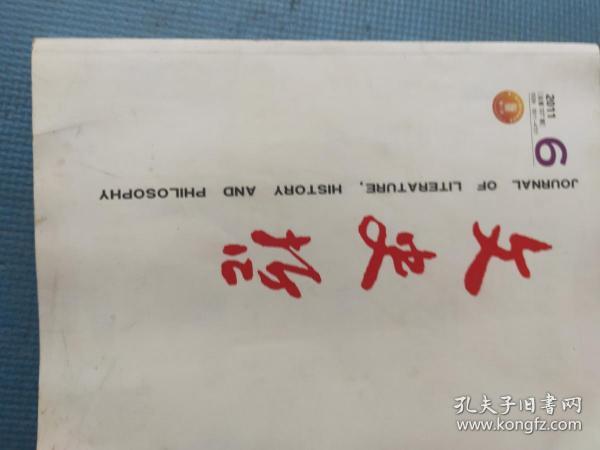 2011
6
JOURNAL OF LITERATURE, HISTORY AND PHILOSOPHY
文史哲
孔夫子旧书网
www.kongfz.com